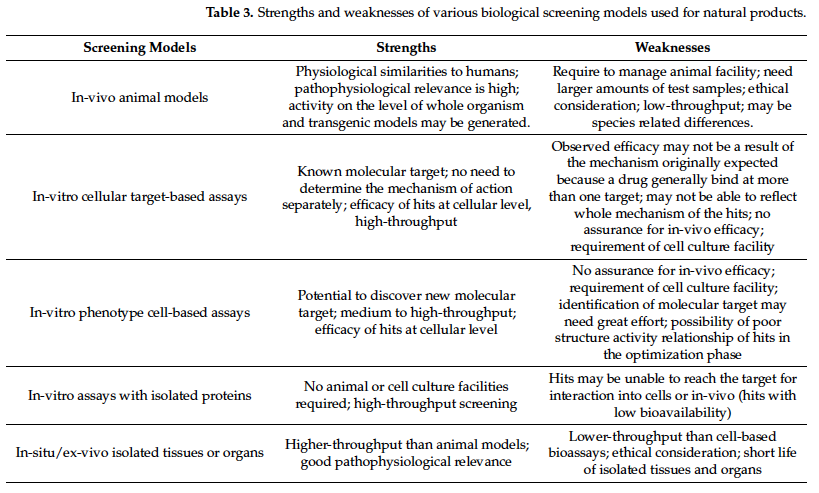 Table 3. Strengths and weaknesses of various biological screening models used for natural products.
Screening Models Strengths Weaknesses
In-vivo animal models
Physiological similarities to humans;
pathophysiological relevance is high;
activity on the level of whole organism
and transgenic models may be generated.
Require to manage animal facility; need
larger amounts of test samples; ethical
consideration; low-throughput; may be
species related differences.
In-vitro cellular target-based assays
Known molecular target; no need to
determine the mechanism of action
separately; efficacy of hits at cellular level,
high-throughput
Observed efficacy may not be a result of
the mechanism originally expected
because a drug generally bind at more
than one target; may not be able to reflect
whole mechanism of the hits; no
assurance for in-vivo efficacy;
requirement of cell culture facility
In-vitro phenotype cell-based assays
Potential to discover new molecular
target; medium to high-throughput;
efficacy of hits at cellular level
No assurance for in-vivo efficacy;
requirement of cell culture facility;
identification of molecular target may
need great effort; possibility of poor
structure activity relationship of hits in
the optimization phase
In-vitro assays with isolated proteins
No animal or cell culture facilities
required; high-throughput screening
Hits may be unable to reach the target for
interaction into cells or in-vivo (hits with
low bioavailability)
In-situ/ex-vivo isolated tissues or organs
Higher-throughput than animal models;
good pathophysiological relevance
Lower-throughput than cell-based
bioassays; ethical consideration; short life
of isolated tissues and organs